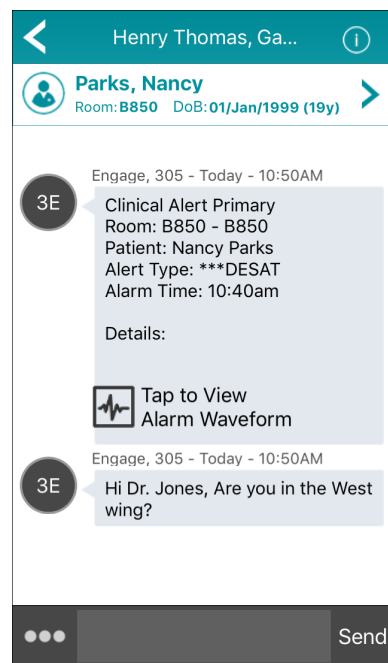 Henry Thomas, Ga...
Parks, Nancy
Room: B850 DoB: 01/Jan/1999 (19y)
Engage, 305 - Today - 10:50AM
3E
Clinical Alert Primary
Room: B850 - B850
Patient: Nancy Parks
Alert Type: ***DESAT
Alarm Time: 10:40am
Details:
Tap to View
Alarm Waveform
Engage, 305 - Today - 10:50AM
3E
Hi Dr. Jones, Are you in the West
wing?
Send